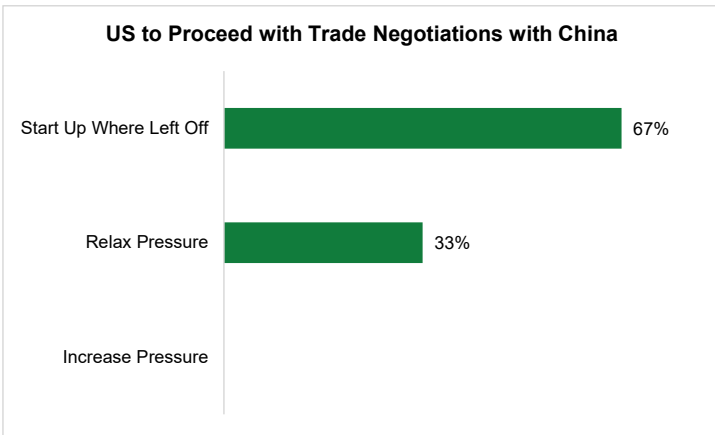 US to Proceed with Trade Negotiations with China
Start Up Where Left Off
67%
Relax Pressure
33%
Increase Pressure